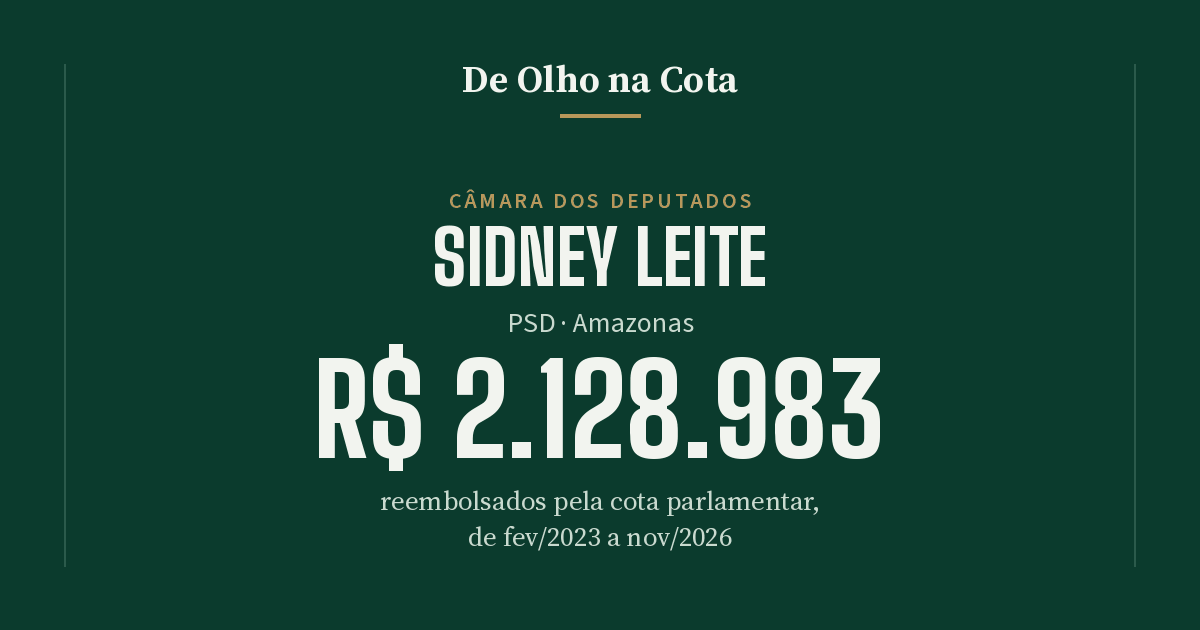 De Olho na Cota
CÂMARA DOS DEPUTADOS
SIDNEY LEITE
PSD · Amazonas
R$ 2.128.983
reembolsados pela cota parlamentar,
de fev/2023 a nov/2026